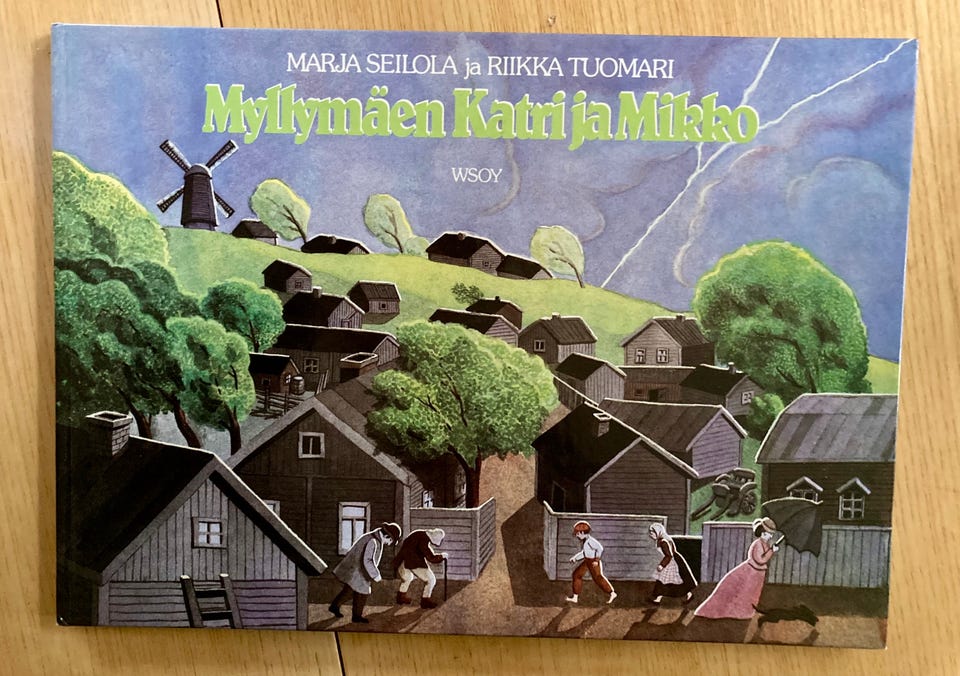 MARJA SEILOLA ja RIIKKA TUOMARI
Myllymäen Katri ja Mikko
WSOY